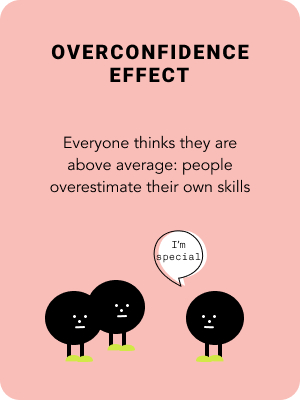 OVERCONFIDENCE
EFFECT
Everyone thinks they are
above average: people
overestimate their own skills
I'm
special